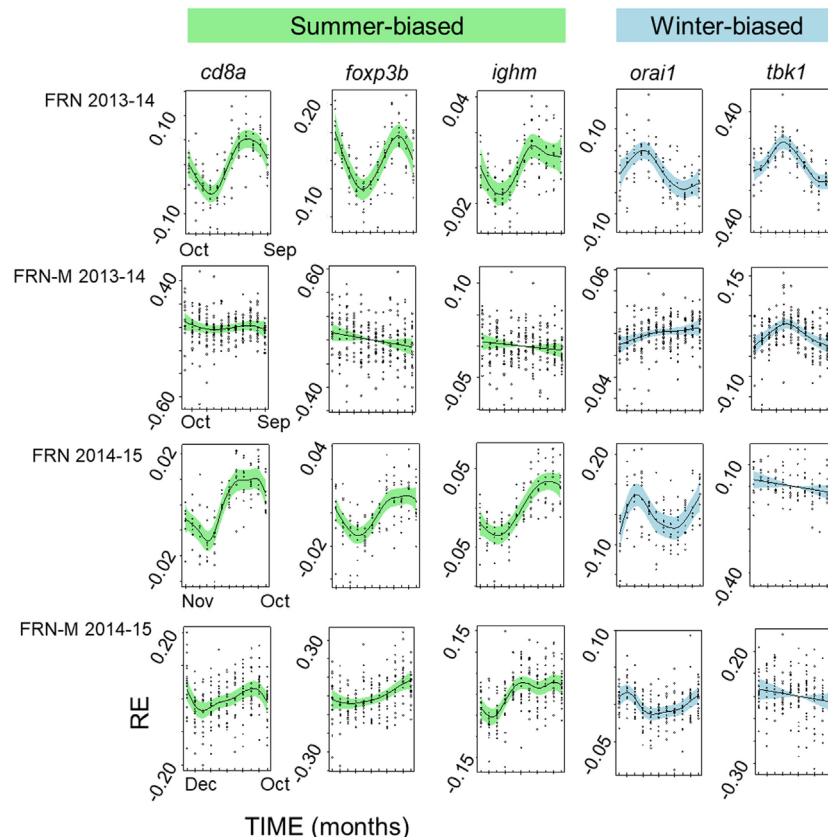 Summer-biased Winter-biased
cd8a foxp3b ighm orai1 tbk1
FRN 2013-14
0.10 -0.10 0.20 -0.10 0.04 -0.02 0.10 -0.10 0.40 -0.40
Oct Sep
FRN-M 2013-14
0.40 -0.60 0.60 -0.40 0.10 -0.05 0.06 -0.04 0.15 -0.10
Oct Sep
FRN 2014-15
0.02 -0.02 0.04 -0.02 0.05 -0.05 0.20 -0.10 0.10 -0.40
Nov Oct
FRN-M 2014-15
0.20 -0.20 0.30 -0.30 0.15 -0.15 0.10 -0.05 0.20 -0.30
RE
Dec Oct
TIME (months)